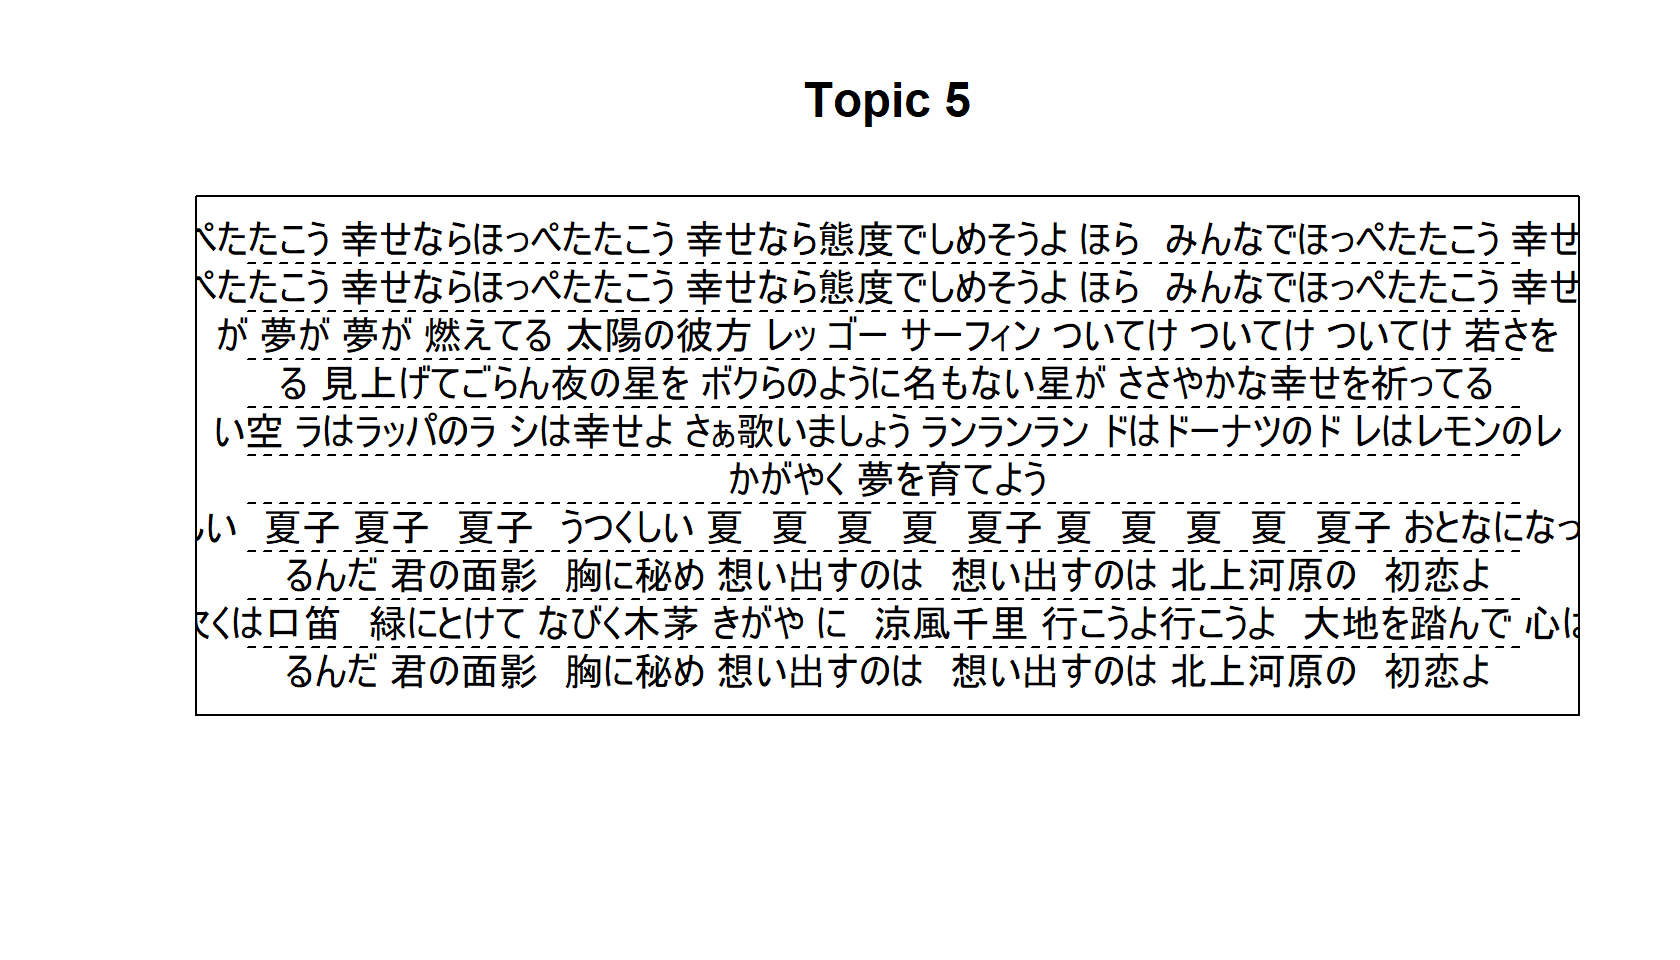 Topic 5
ぺたたこう 幸せならほっぺたたこう 幸せなら態度でしめそうよ ほら みんなでほっぺたたこう 幸せ
ぺたたこう 幸せならほっぺたたこう 幸せなら態度でしめそうよ ほら みんなでほっぺたたこう 幸せ
が 夢が 夢が 燃えてる 太陽の彼方 レッ ゴー サーフィン ついてけ ついてけ ついてけ 若さを
る 見上げてごらん夜の星を ボクらのように名もない星が ささやかな幸せを祈ってる
い空 ラはラッパのラ シは幸せよ さぁ歌いましょう ランランラン ドはドーナツのド レはレモンのレ
かがやく 夢を育てよう
い 夏子 夏子 夏子 うつくしい 夏 夏 夏 夏 夏子 夏 夏 夏 夏 夏子 おとなになっ
るんだ 君の面影 胸に秘め 想い出すのは 想い出すのは 北上河原の 初恋よ
くは口笛 緑にとけて なびく木茅 きがや に 涼風千里 行こうよ行こうよ 大地を踏んで 心は
るんだ 君の面影 胸に秘め 想い出すのは 想い出すのは 北上河原の 初恋よ